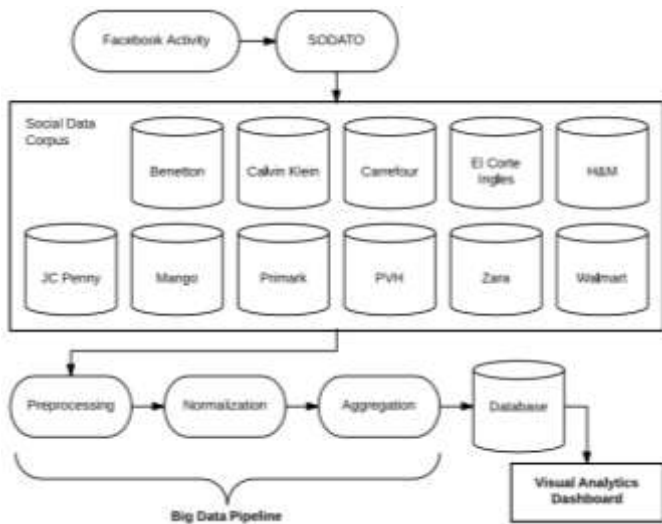 Facebook Activity
SODATO
Social Data
Corpus
Benetton
Calvin Klein
Carrefour
El Corte
Ingles
H&M
JC Penny
Mango
Primark
PVH
Zara
Walmart
Preprocessing
Normalization
Aggregation
Database
Visual Analytics
Dashboard
Big Data Pipeline